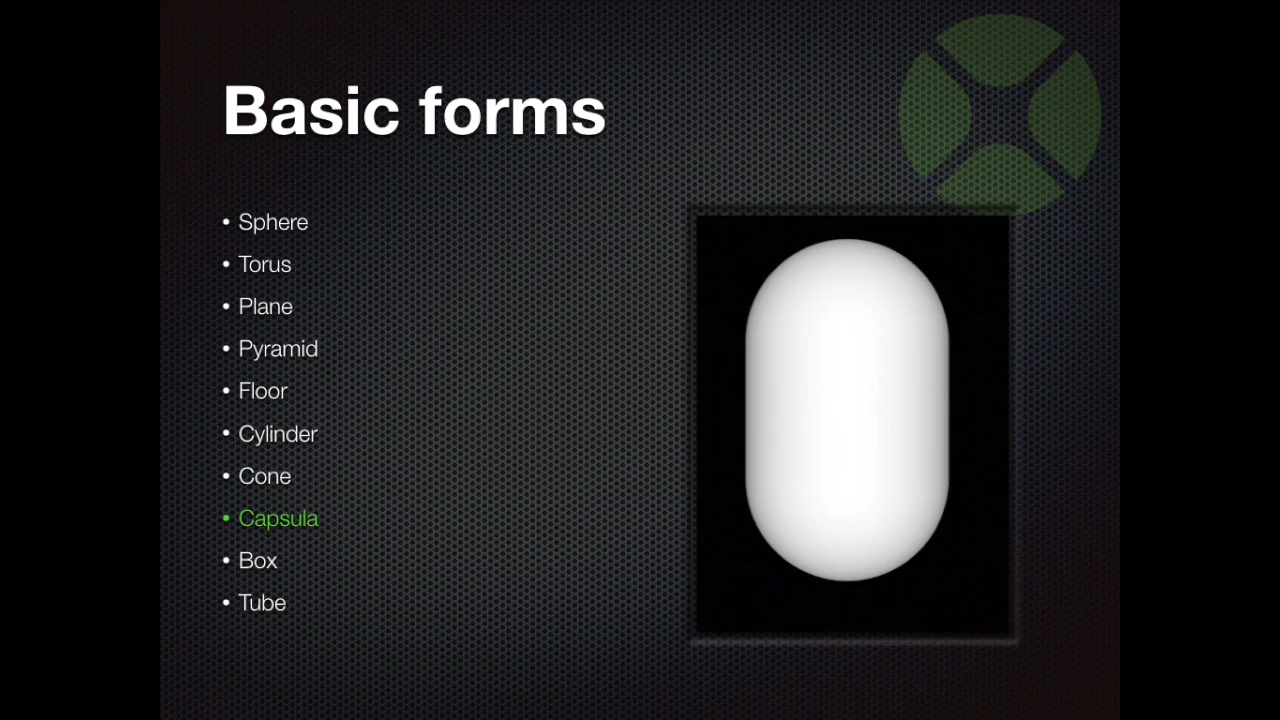 Basic forms
• Sphere
• Torus
• Plane
• Pyramid
• Floor
• Cylinder
• Cone
• Capsula
• Box
• Tube